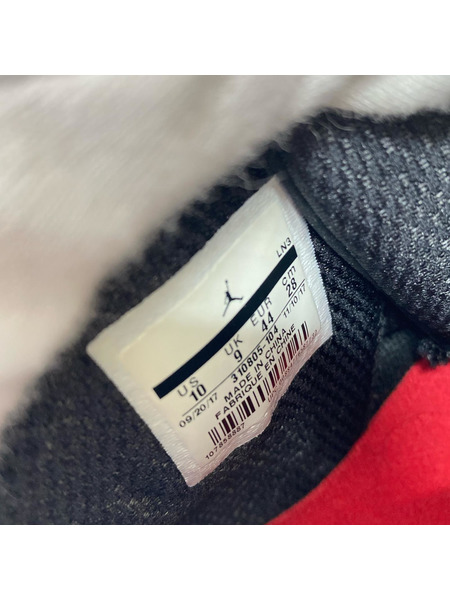 LN3
US UK EUR cm
10 9 44 28
310805-104
09/20/17 11/10/17
MADE IN CHINA
FABRIQUE EN CHINE